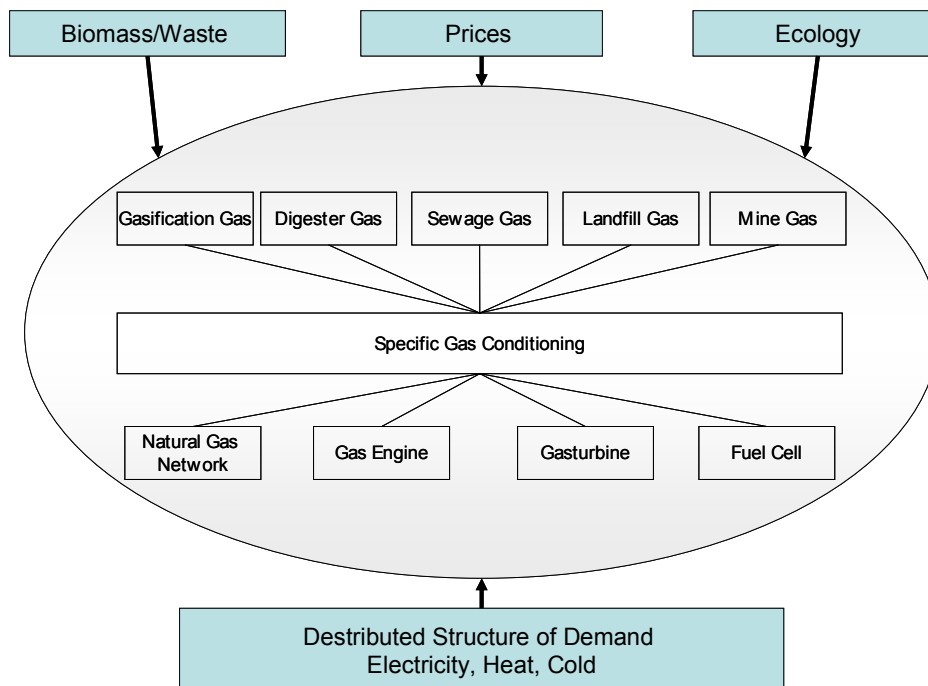 Biomass/Waste
Prices
Ecology
Gasification Gas
Digester Gas
Sewage Gas
Landfill Gas
Mine Gas
Specific Gas Conditioning
Natural Gas
Network
Gas Engine
Gasturbine
Fuel Cell
Destributed Structure of Demand
Electricity, Heat, Cold